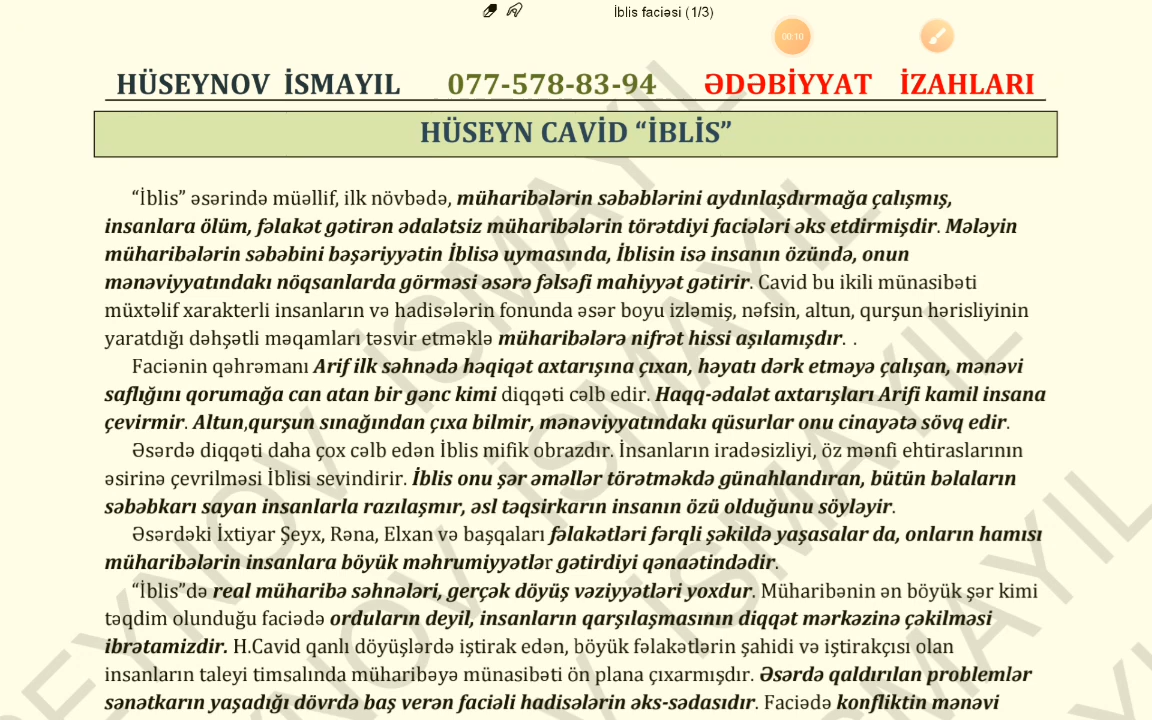 İblis faciəsi (1/3)
00:10
HÜSEYNOV İSMAYIL 077-578-83-94 ƏDƏBİYYAT İZAHLARI
HÜSEYN CAVİD “İBLİS”
“İblis” əsərində müəllif, ilk növbədə, müharibələrin səbəblərini aydınlaşdırmağa çalışmış,
insanlara ölüm, fəlakət gətirən ədalətsiz müharibələrin törətdiyi faciələri əks etdirmişdir. Mələyin
müharibələrin səbəbini bəşəriyyətin İblisə uymasında, İblisin isə insanın özündə, onun
mənəviyyatındakı nöqsanlarda görməsi əsərə fəlsəfi mahiyyət gətirir. Cavid bu ikili münasibəti
müxtəlif xarakterli insanların və hadisələrin fonunda əsər boyu izləmiş, nəfsin, altun, qurşun hərisliyinin
yaratdığı dəhşətli məqamları təsvir etməklə müharibələrə nifrət hissi aşılamışdır. .
Faciənin qəhrəmanı Arif ilk səhnədə həqiqət axtarışına çıxan, həyatı dərk etməyə çalışan, mənəvi
saflığını qorumağa can atan bir gənc kimi diqqəti cəlb edir. Haqq-ədalət axtarışları Arifi kamil insana
çevirmir. Altun,qurşun sınağından çıxa bilmir, mənəviyyatındakı qüsurlar onu cinayətə sövq edir.
Əsərdə diqqəti daha çox cəlb edən İblis mifik obrazdır. İnsanların iradəsizliyi, öz mənfi ehtiraslarının
əsirinə çevrilməsi İblisi sevindirir. İblis onu şər əməllər törətməkdə günahlandıran, bütün bəlaların
səbəbkarı sayan insanlarla razılaşmır, əsl təqsirkarın insanın özü olduğunu söyləyir.
Əsərdəki İxtiyar Şeyx, Rəna, Elxan və başqaları fəlakətləri fərqli şəkildə yaşasalar da, onların hamısı
müharibələrin insanlara böyük məhrumiyyətlər gətirdiyi qənaətindədir.
“İblis”də real müharibə səhnələri, gerçək döyüş vəziyyətləri yoxdur. Müharibənin ən böyük şər kimi
təqdim olunduğu faciədə orduların deyil, insanların qarşılaşmasının diqqət mərkəzinə çəkilməsi
ibrətamizdir. H.Cavid qanlı döyüşlərdə iştirak edən, böyük fəlakətlərin şahidi və iştirakçısı olan
insanların taleyi timsalında müharibəyə münasibəti ön plana çıxarmışdır. Əsərdə qaldırılan problemlər
sənətkarın yaşadığı dövrdə baş verən faciəli hadisələrin əks-sədasıdır. Faciədə konfliktin mənəvi
HÜSEYNOV İSMAYIL